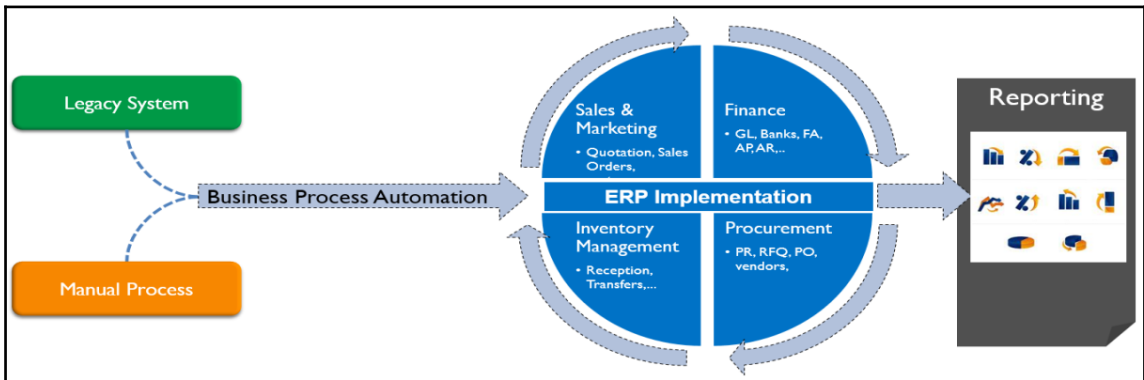 Legacy System
Manual Process
Business Process Automation
Sales &
Marketing
• Quotation, Sales
Orders,
Finance
• GL, Banks, FA,
AP, AR,..
ERP Implementation
Inventory
Management
• Reception,
Transfers,...
Procurement
• PR, RFQ, PO,
vendors,
Reporting